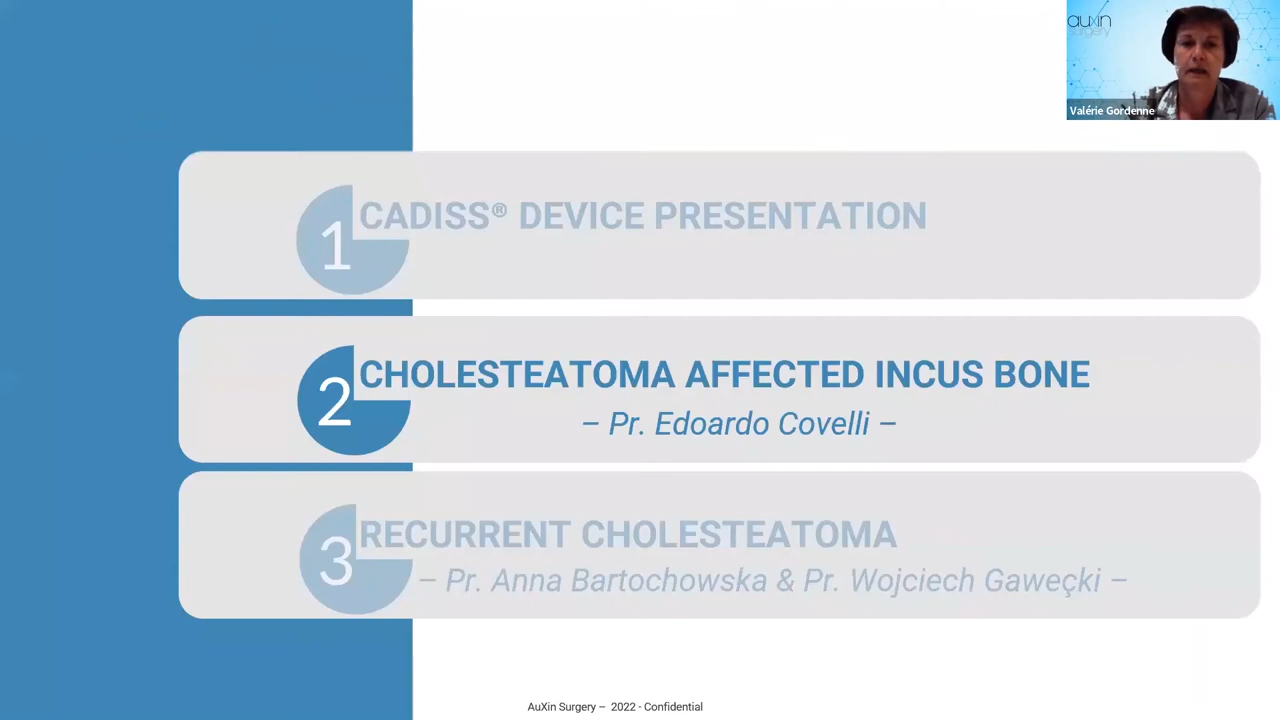 auxin
surgery
Valérie Gordenne
1
CADISS® DEVICE PRESENTATION
2
CHOLESTEATOMA AFFECTED INCUS BONE
– Pr. Edoardo Covelli –
3
RECURRENT CHOLESTEATOMA
– Pr. Anna Bartochowska & Pr. Wojciech Gaweçki –
AuXin Surgery – 2022 - Confidential